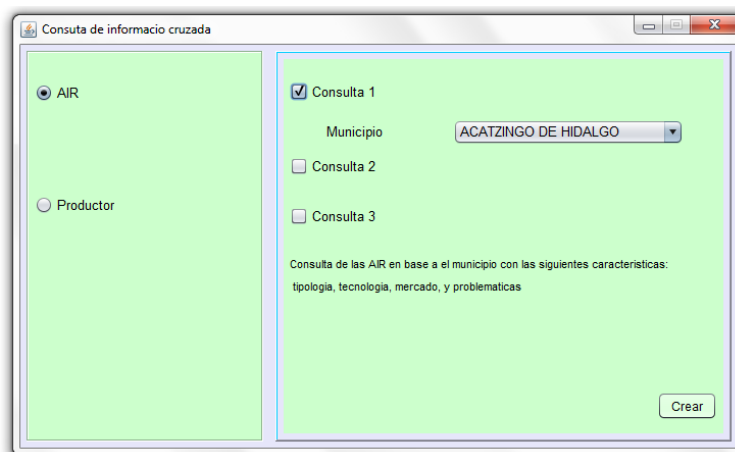 Consuta de informacio cruzada
AIR
Productor
Consulta 1
Municipio ACATZINGO DE HIDALGO
Consulta 2
Consulta 3
Consulta de las AIR en base a el municipio con las siguientes caracteristicas:
tipologia, tecnologia, mercado, y problematicas
Crear